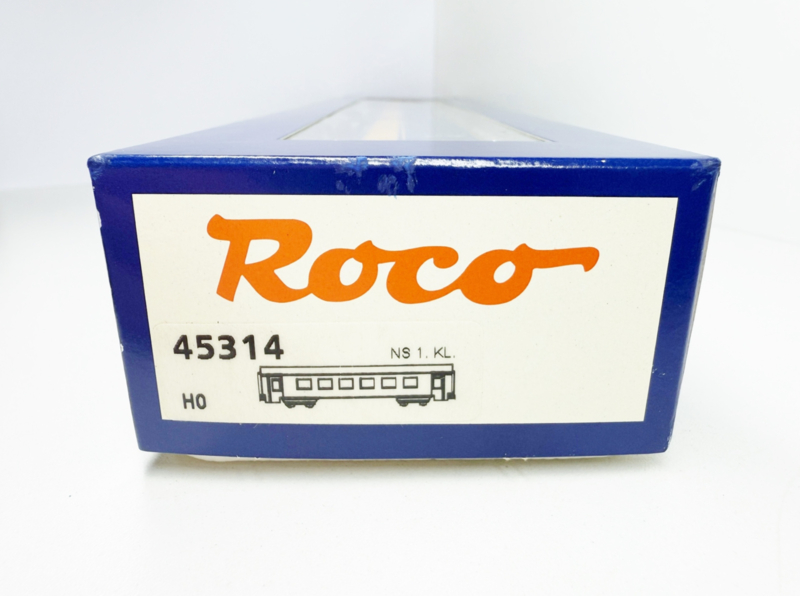 Roco
45314
NS 1. KL.
H0